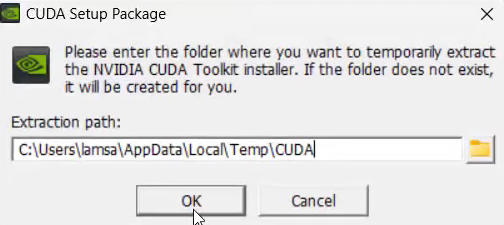 CUDA Setup Package
Please enter the folder where you want to temporarily extract
the NVIDIA CUDA Toolkit installer. If the folder does not exist,
it will be created for you.
Extraction path:
C:\Users\lamsa\AppData\Local\Temp\CUDA
OK
Cancel